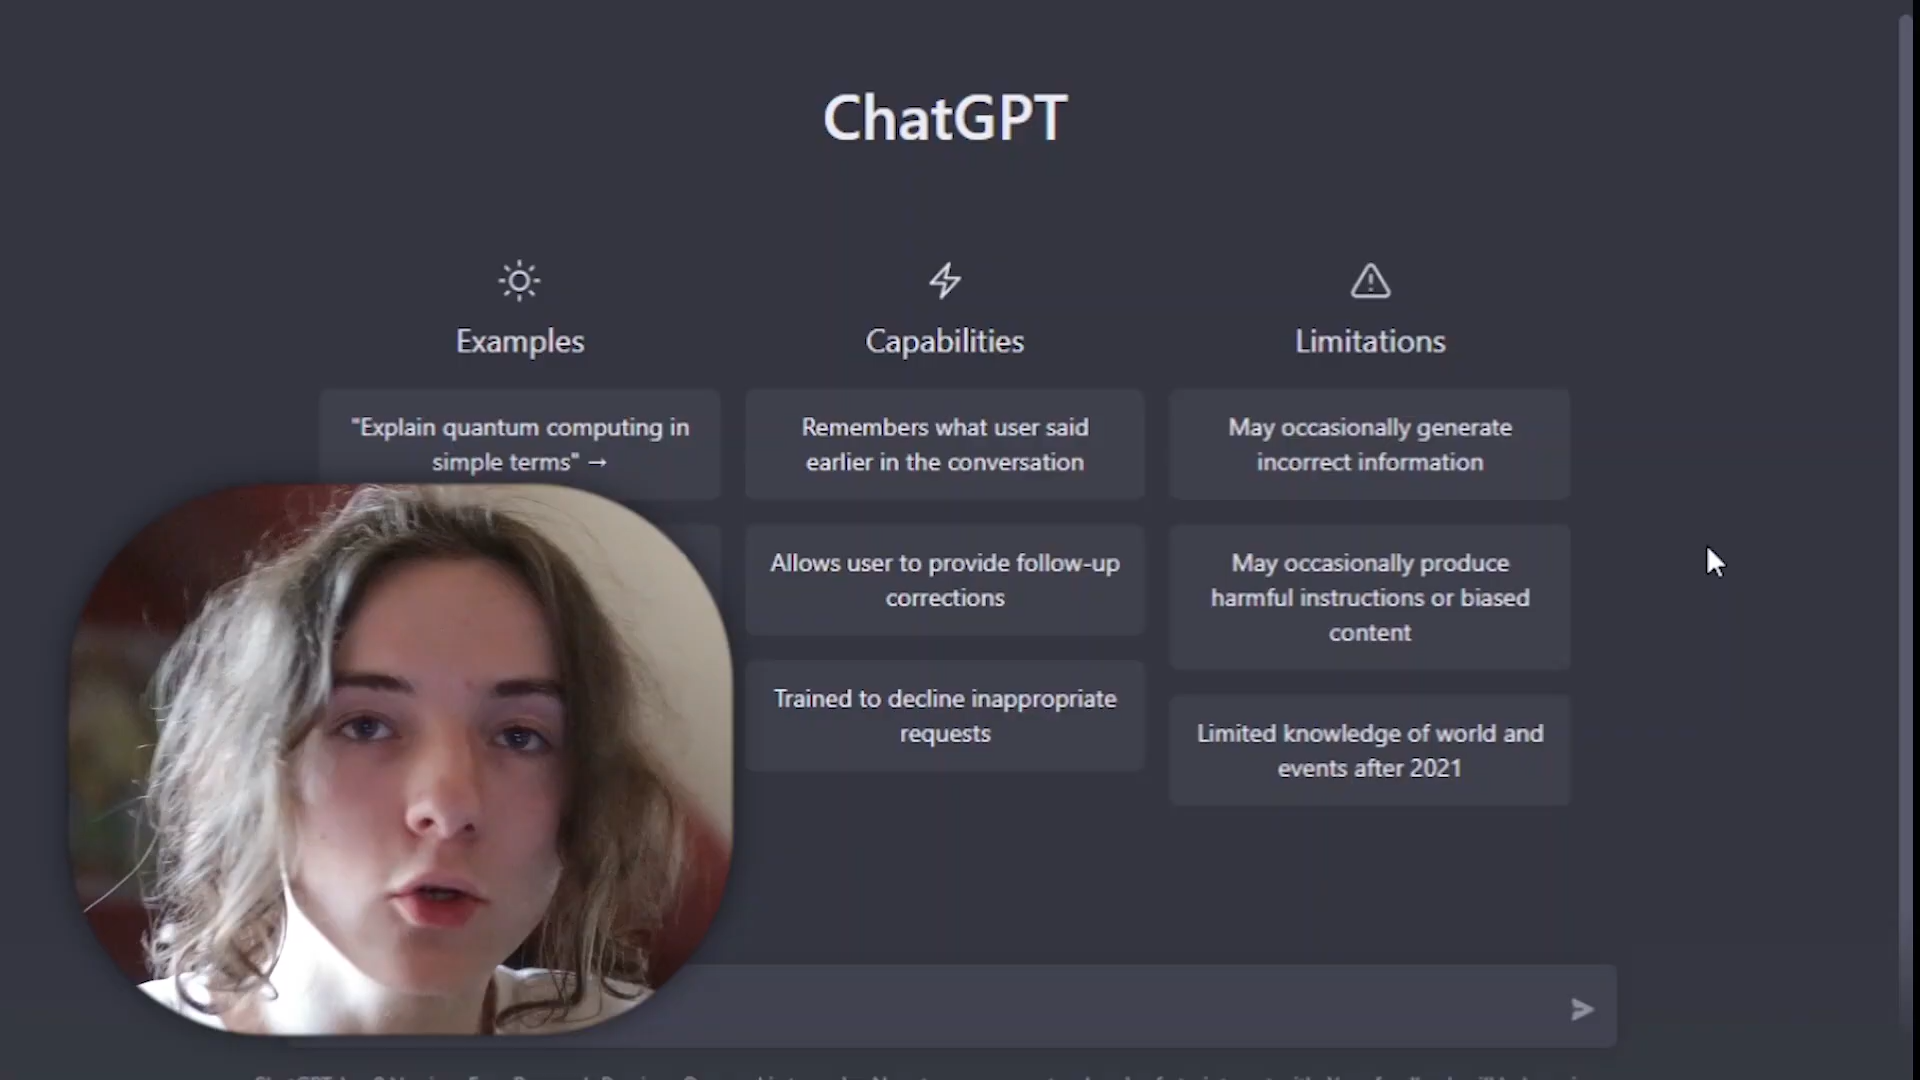 ChatGPT
Examples
"Explain quantum computing in
simple terms" →
Capabilities
Remembers what user said
earlier in the conversation
Allows user to provide follow-up
corrections
Trained to decline inappropriate
requests
Limitations
May occasionally generate
incorrect information
May occasionally produce
harmful instructions or biased
content
Limited knowledge of world and
events after 2021